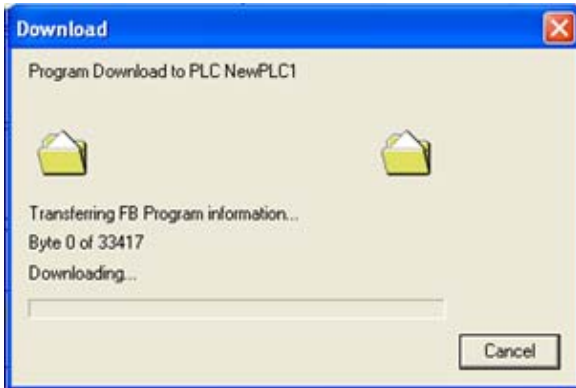 Download
Program Download to PLC NewPLC1
Transferring FB Program information...
Byte 0 of 33417
Downloading...
Cancel